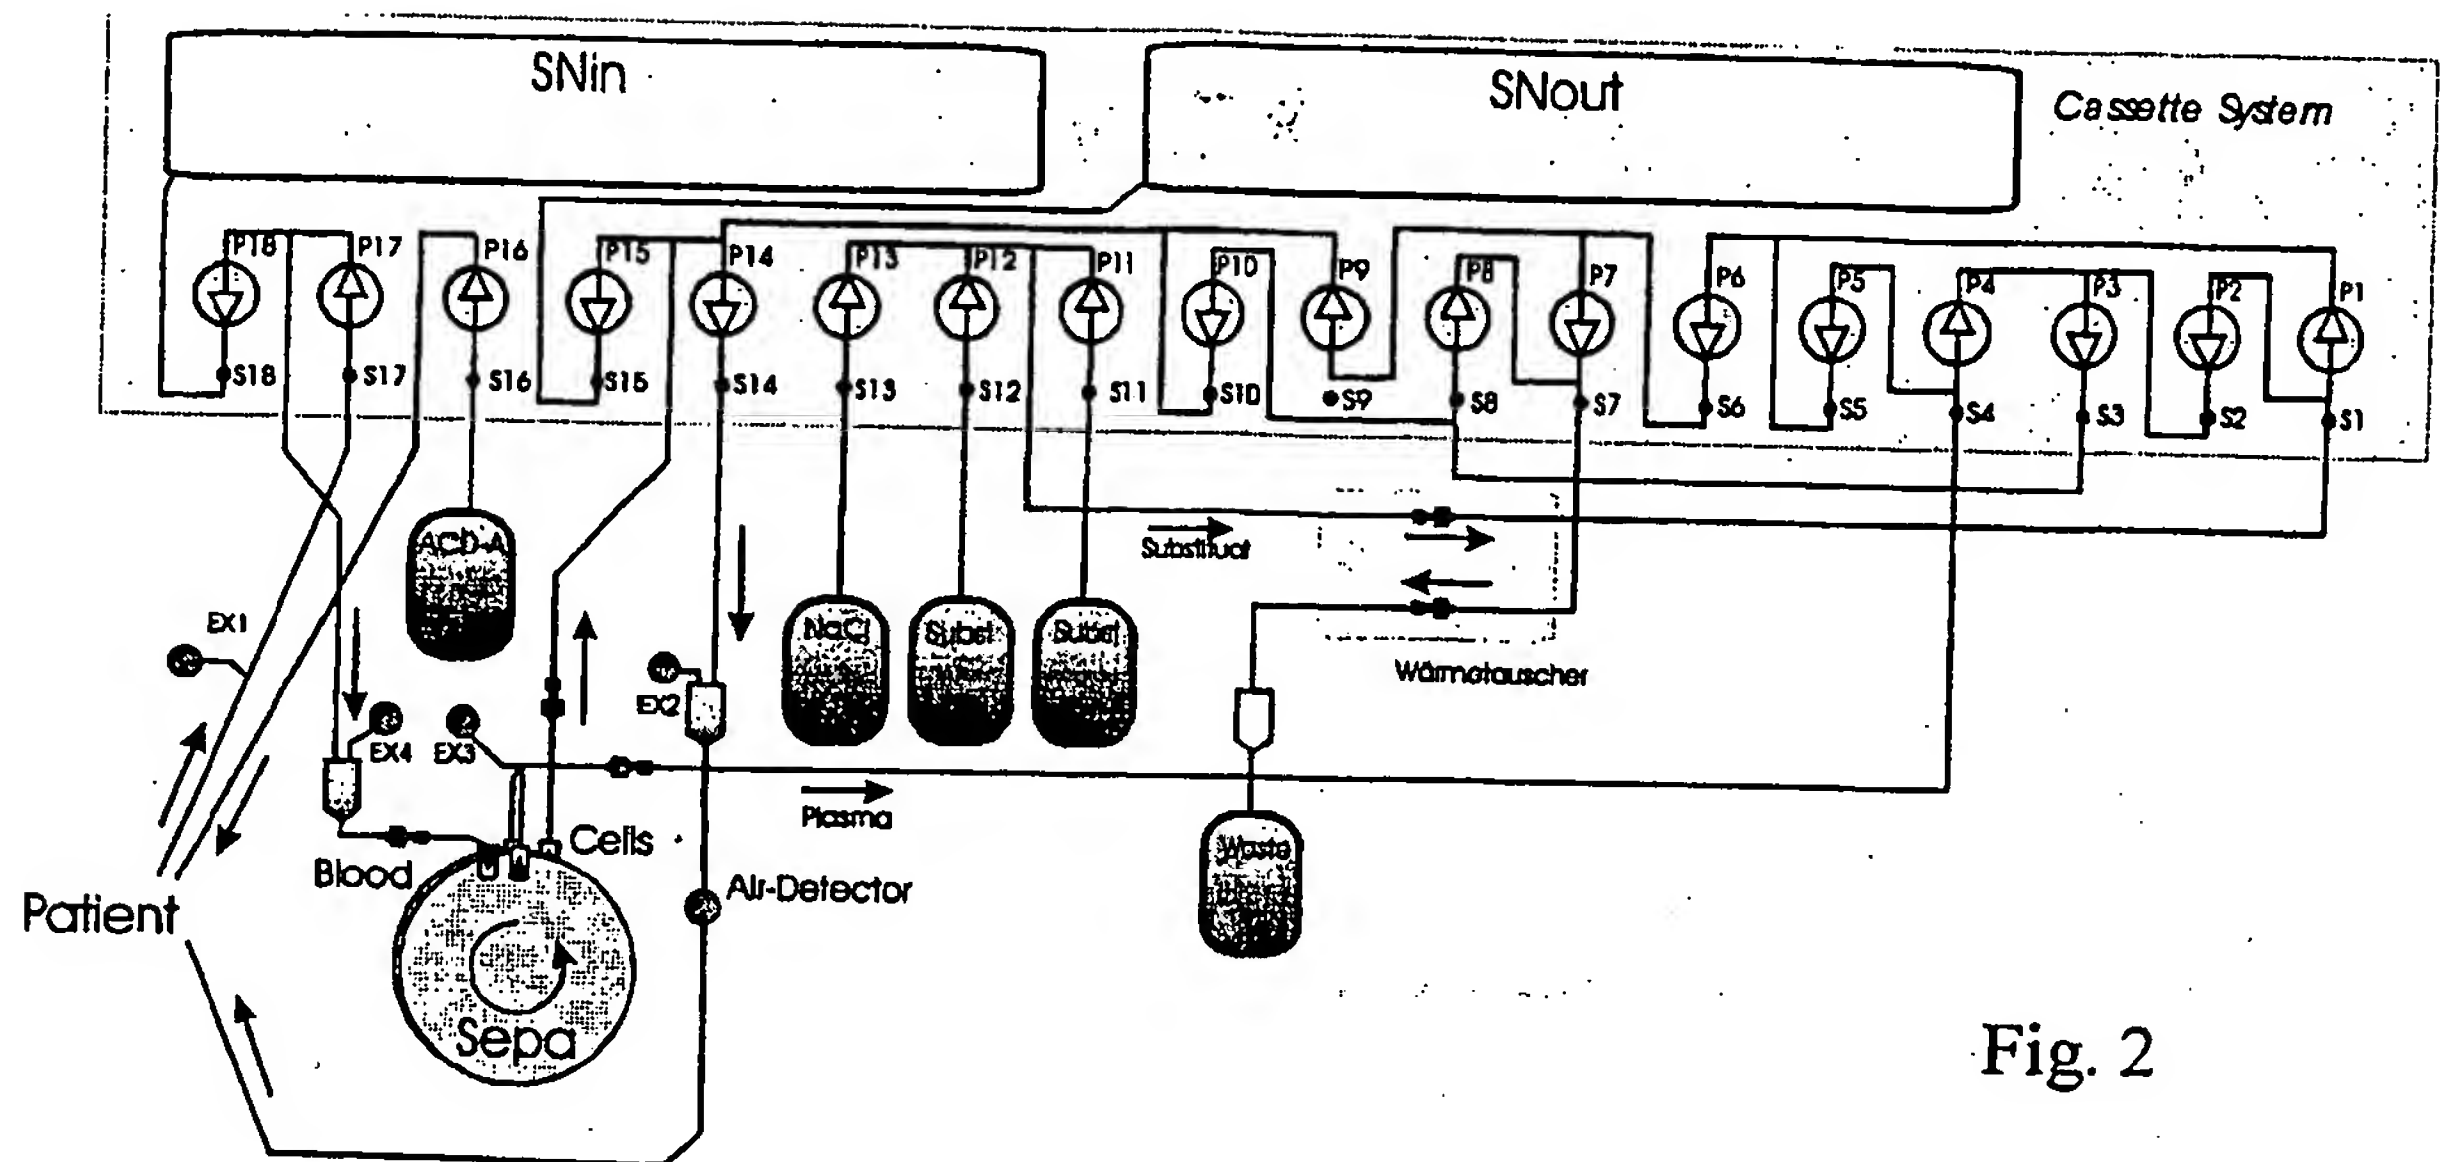 SNin
SNout
Cassette System
P18
P17
P16
P15
P14
P13
P12
P11
P10
P9
P8
P7
P6
P5
P4
P3
P2
P1
S18
S17
S16
S15
S14
S13
S12
S11
S10
S9
S8
S7
S6
S5
S4
S3
S2
S1
ACD-A
Substituat
EX1
NaCl
Subst
Subst
Wärmetauscher
EX2
EX4
EX3
Plasma
Cells
Blood
Waste
Air-Detector
Patient
Sepa
Fig. 2